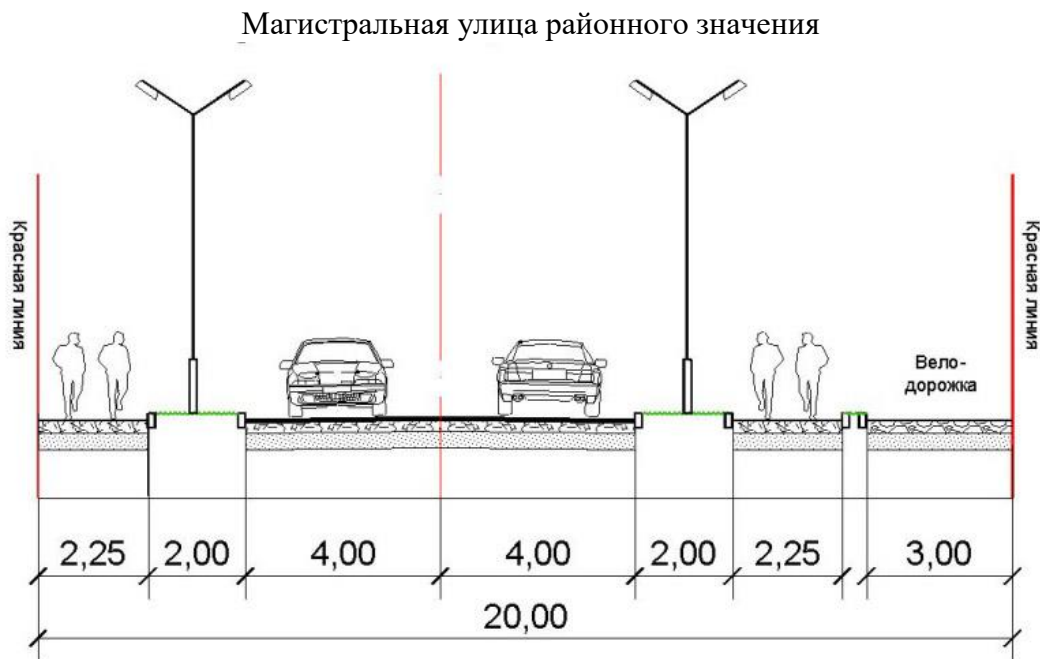 Магистральная улица районного значения
Красная линия
Красная линия
Вело-
дорожка
2,25 2,00 4,00 4,00 2,00 2,25 3,00
20,00